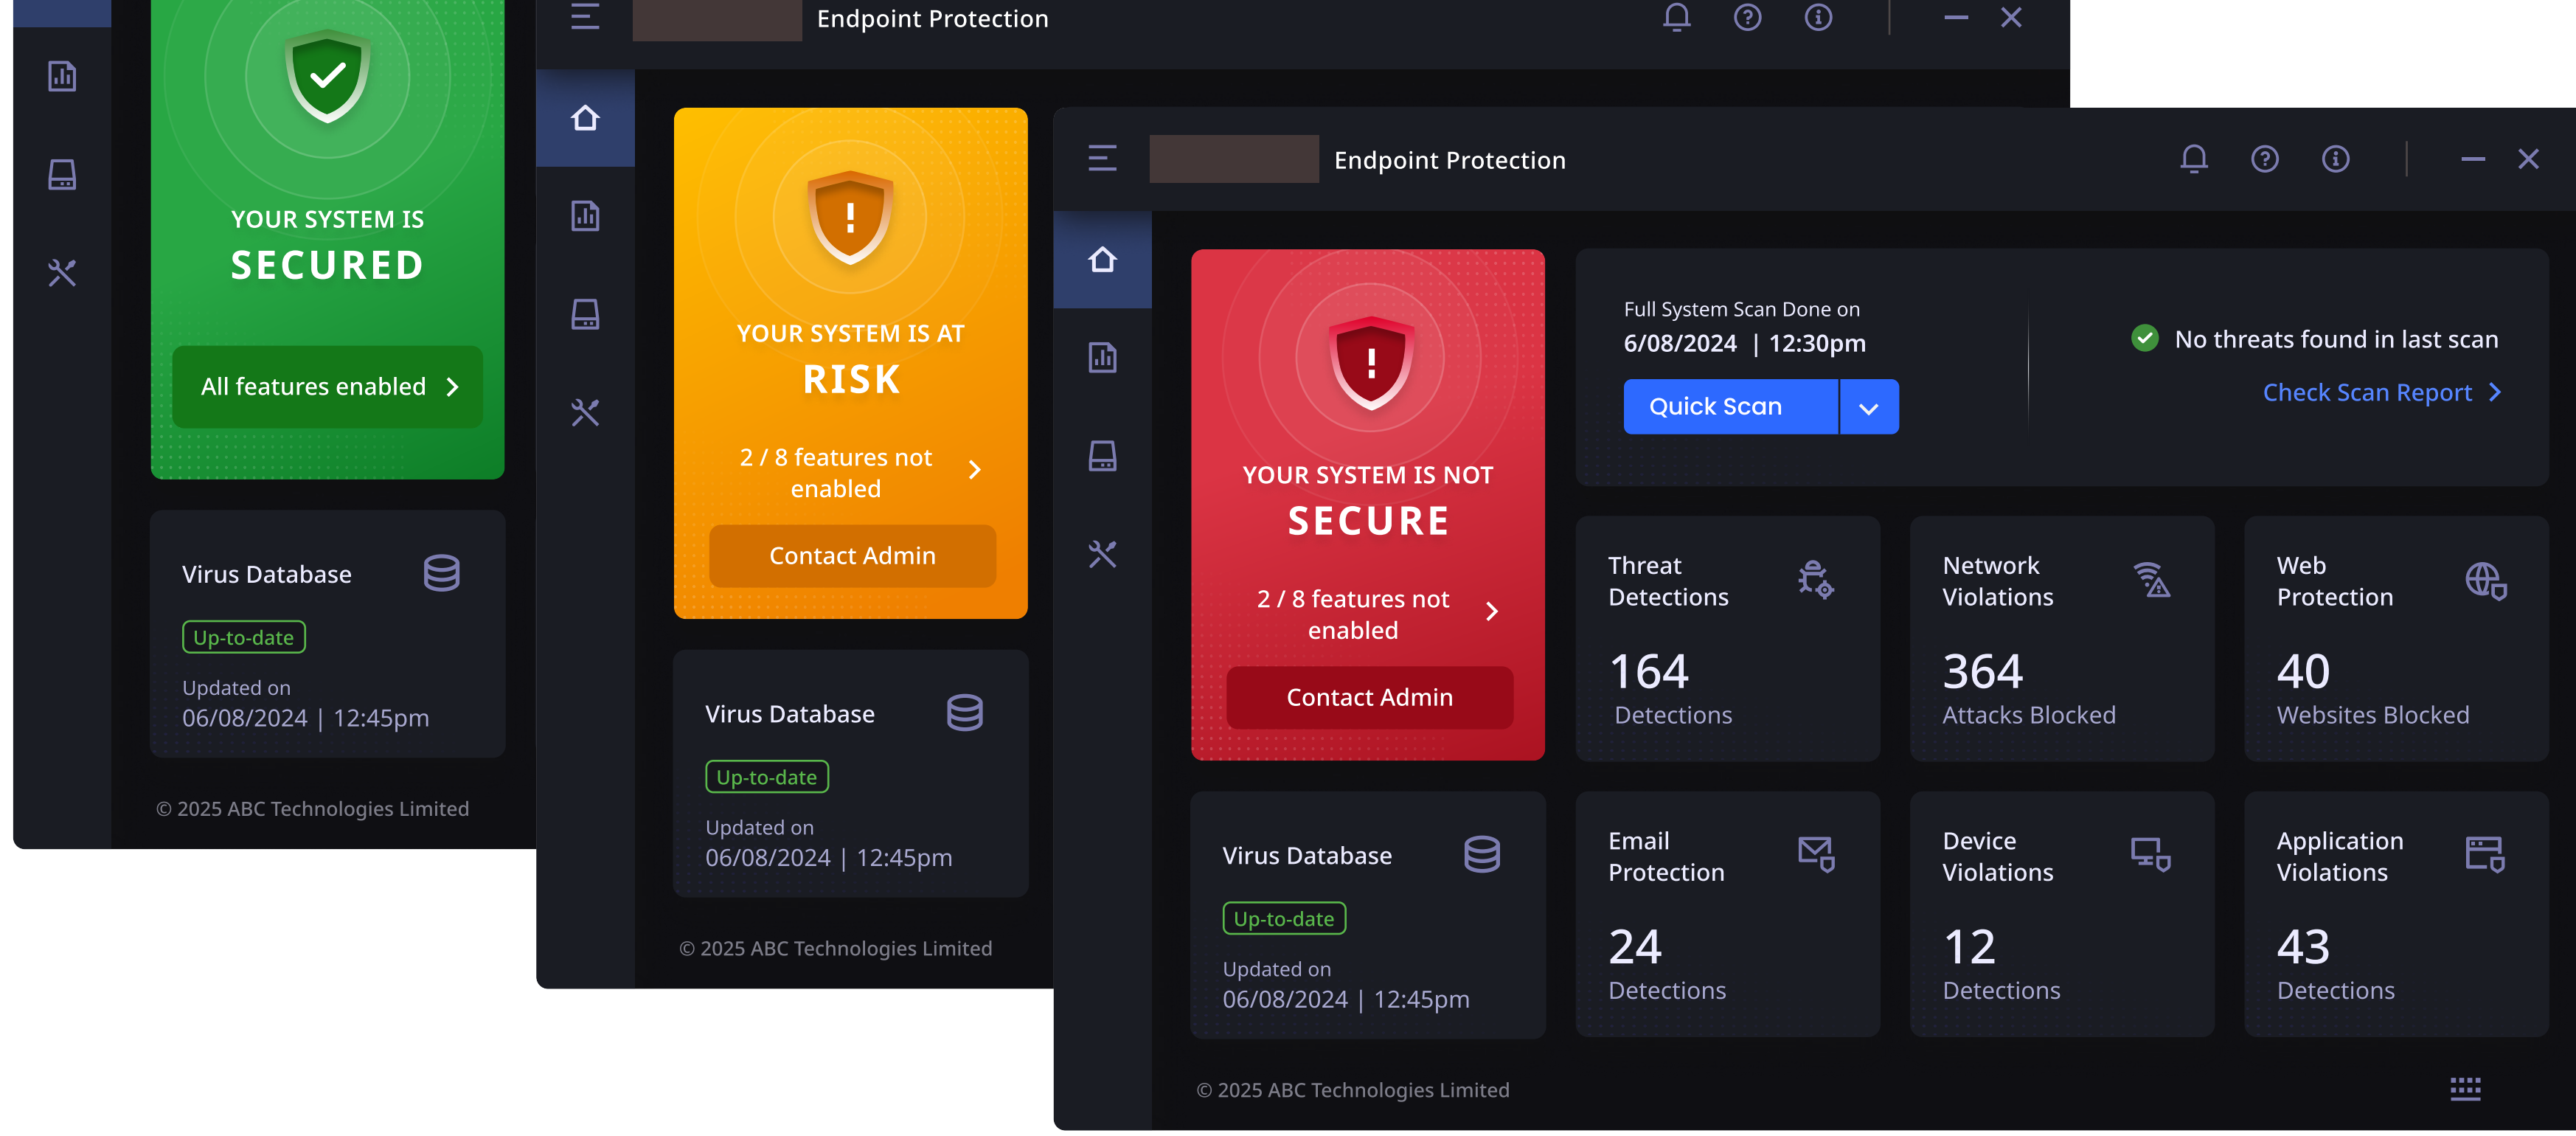 YOUR SYSTEM IS
SECURED
All features enabled
Virus Database
Up-to-date
Updated on
06/08/2024 | 12:45pm
© 2025 ABC Technologies Limited
Endpoint Protection
YOUR SYSTEM IS AT
RISK
2 / 8 features not
enabled
Contact Admin
Virus Database
Up-to-date
Updated on
06/08/2024 | 12:45pm
© 2025 ABC Technologies Limited
Endpoint Protection
YOUR SYSTEM IS NOT
SECURE
2 / 8 features not
enabled
Contact Admin
Virus Database
Up-to-date
Updated on
06/08/2024 | 12:45pm
Full System Scan Done on
6/08/2024 | 12:30pm
Quick Scan
No threats found in last scan
Check Scan Report
Threat
Detections
164
Detections
Network
Violations
364
Attacks Blocked
Web
Protection
40
Websites Blocked
Email
Protection
24
Detections
Device
Violations
12
Detections
Application
Violations
43
Detections
© 2025 ABC Technologies Limited